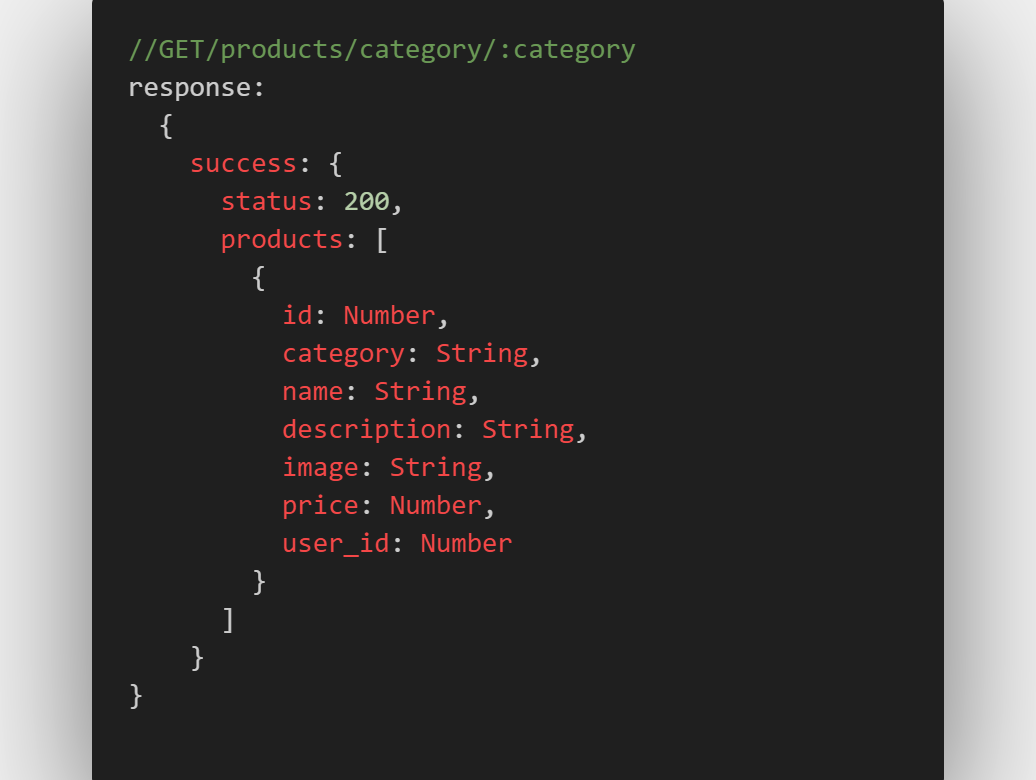 //GET/products/category/:category
response:
  {
    success: {
      status: 200,
      products: [
        {
          id: Number,
          category: String,
          name: String,
          description: String,
          image: String,
          price: Number,
          user_id: Number
        }
      ]
    }
}